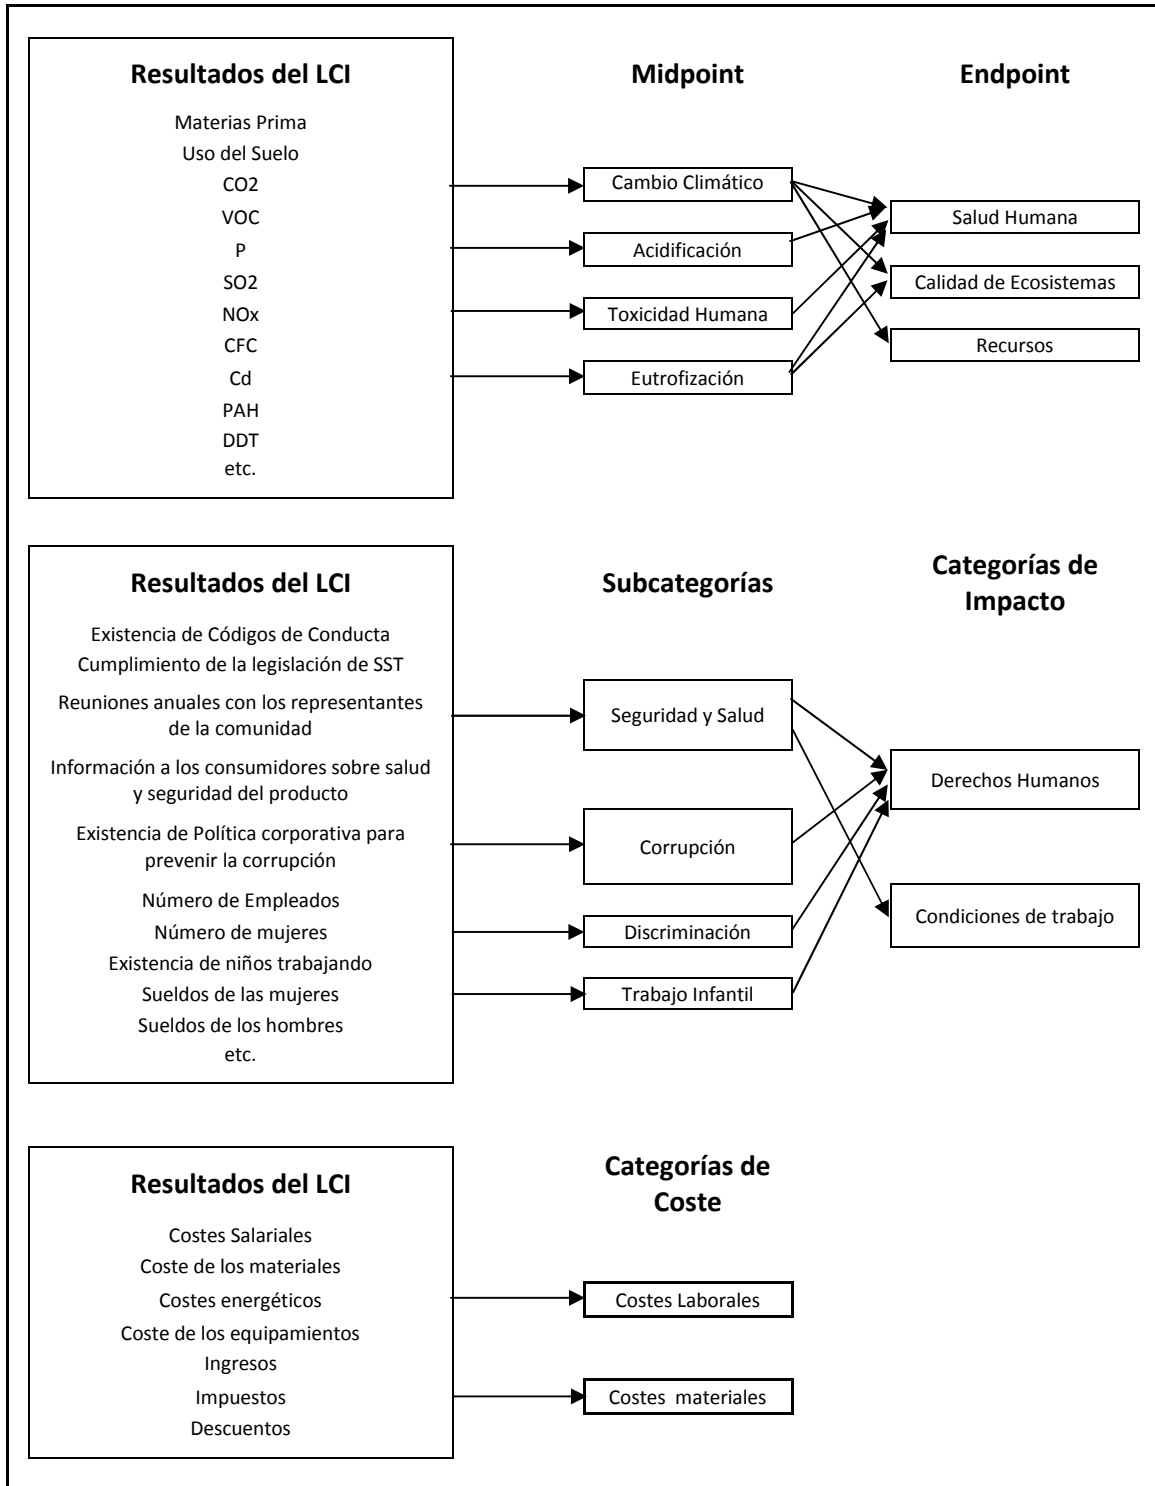 Resultados del LCI
Materias Prima
Uso del Suelo
CO2
VOC
P
SO2
NOx
CFC
Cd
PAH
DDT
etc.
Midpoint
Cambio Climático
Acidificación
Toxicidad Humana
Eutrofización
Endpoint
Salud Humana
Calidad de Ecosistemas
Recursos
Resultados del LCI
Existencia de Códigos de Conducta
Cumplimiento de la legislación de SST
Reuniones anuales con los representantes
de la comunidad
Información a los consumidores sobre salud
y seguridad del producto
Existencia de Política corporativa para
prevenir la corrupción
Número de Empleados
Número de mujeres
Existencia de niños trabajando
Sueldos de las mujeres
Sueldos de los hombres
etc.
Subcategorías
Seguridad y Salud
Corrupción
Discriminación
Trabajo Infantil
Categorías de
Impacto
Derechos Humanos
Condiciones de trabajo
Resultados del LCI
Costes Salariales
Coste de los materiales
Costes energéticos
Coste de los equipamientos
Ingresos
Impuestos
Descuentos
Categorías de
Coste
Costes Laborales
Costes materiales